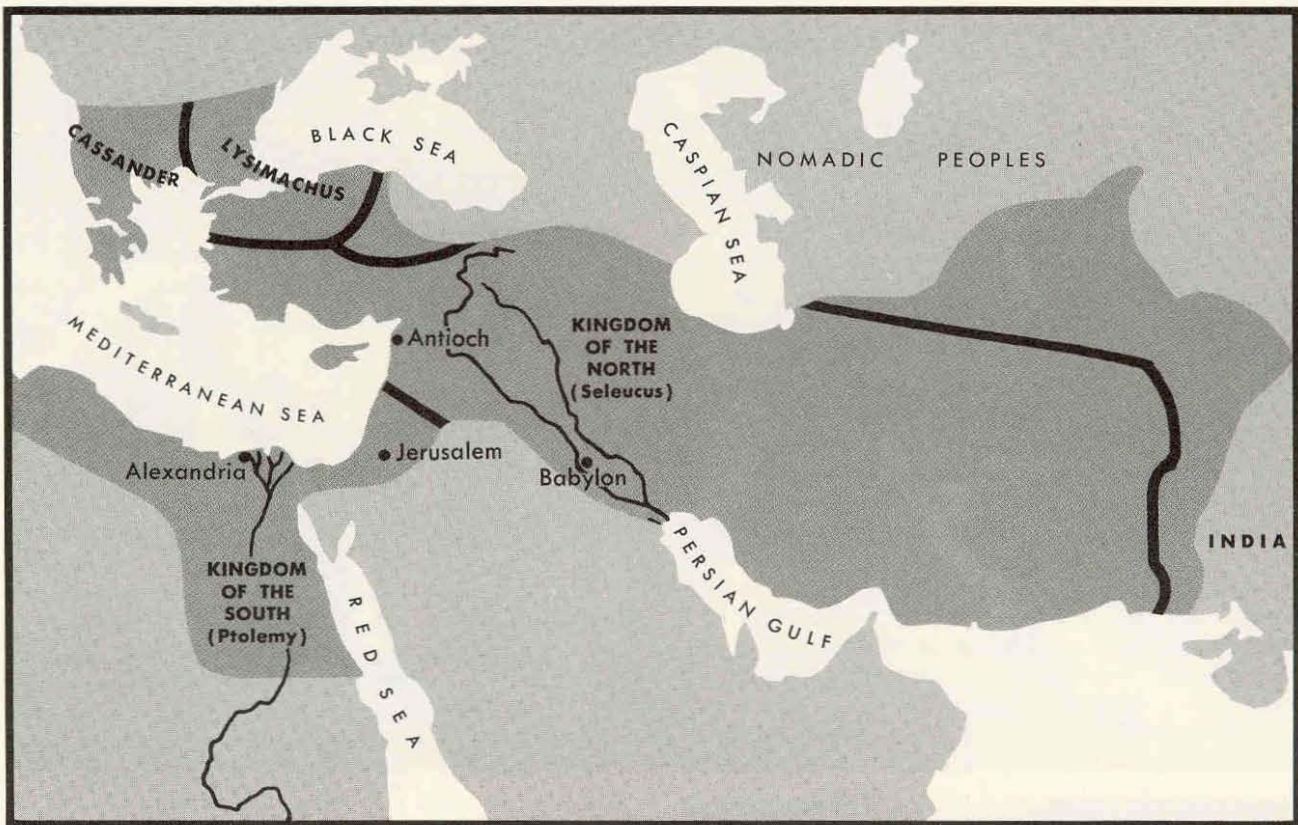 CASSANDER
LYSIMACHUS
BLACK SEA
CASPIAN SEA
NOMADIC PEOPLES
MEDITERRANEAN SEA
Antioch
KINGDOM
OF THE
NORTH
(Seleucus)
Alexandria
Jerusalem
Babylon
KINGDOM
OF THE
SOUTH
(Ptolemy)
RED SEA
PERSIAN GULF
INDIA